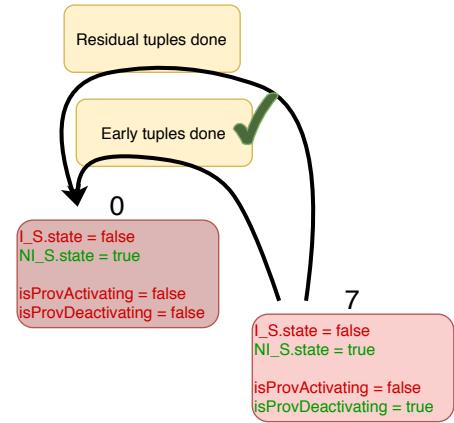 Residual tuples done
Early tuples done
0
I_S.state = false
NI_S.state = true
isProvActivating = false
isProvDeactivating = false
7
I_S.state = false
NI_S.state = true
isProvActivating = false
isProvDeactivating = true